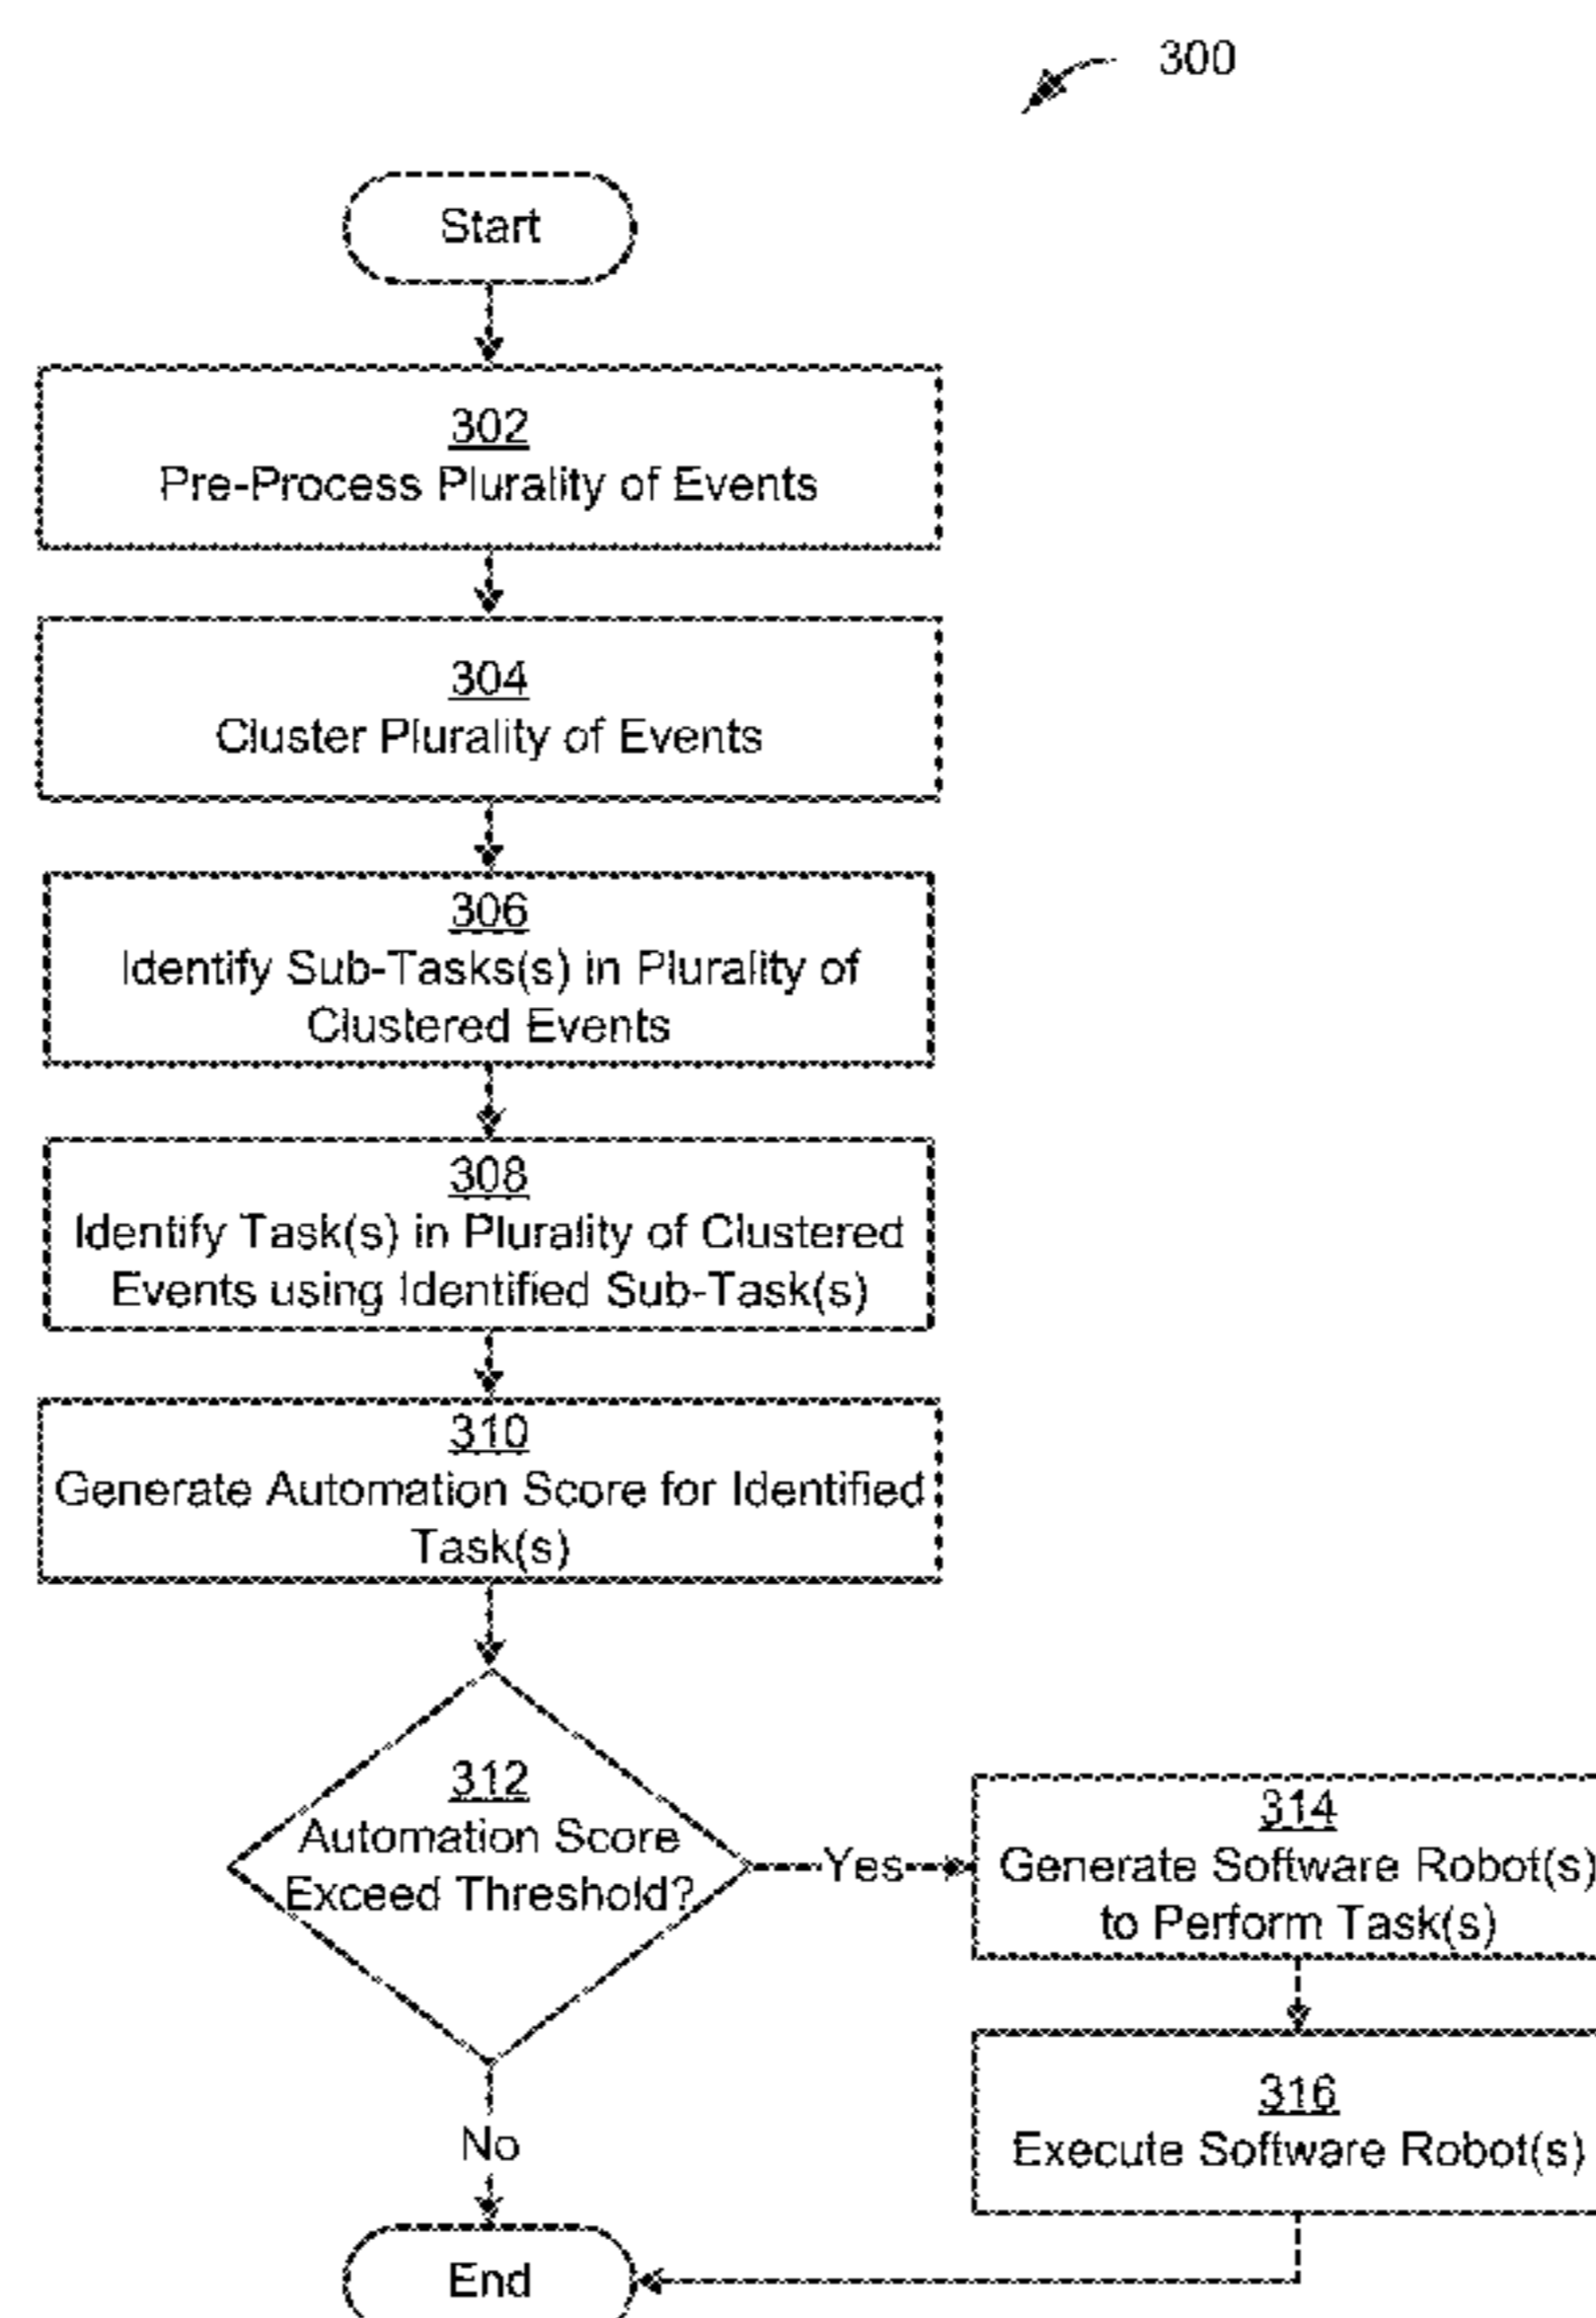 300
Start
302
Pre-Process Plurality of Events
304
Cluster Plurality of Events
306
Identify Sub-Tasks(s) in Plurality of
Clustered Events
308
Identify Task(s) in Plurality of Clustered
Events using Identified Sub-Task(s)
310
Generate Automation Score for Identified
Task(s)
312
Automation Score
Exceed Threshold?
Yes
314
Generate Software Robot(s)
to Perform Task(s)
316
Execute Software Robot(s)
No
End